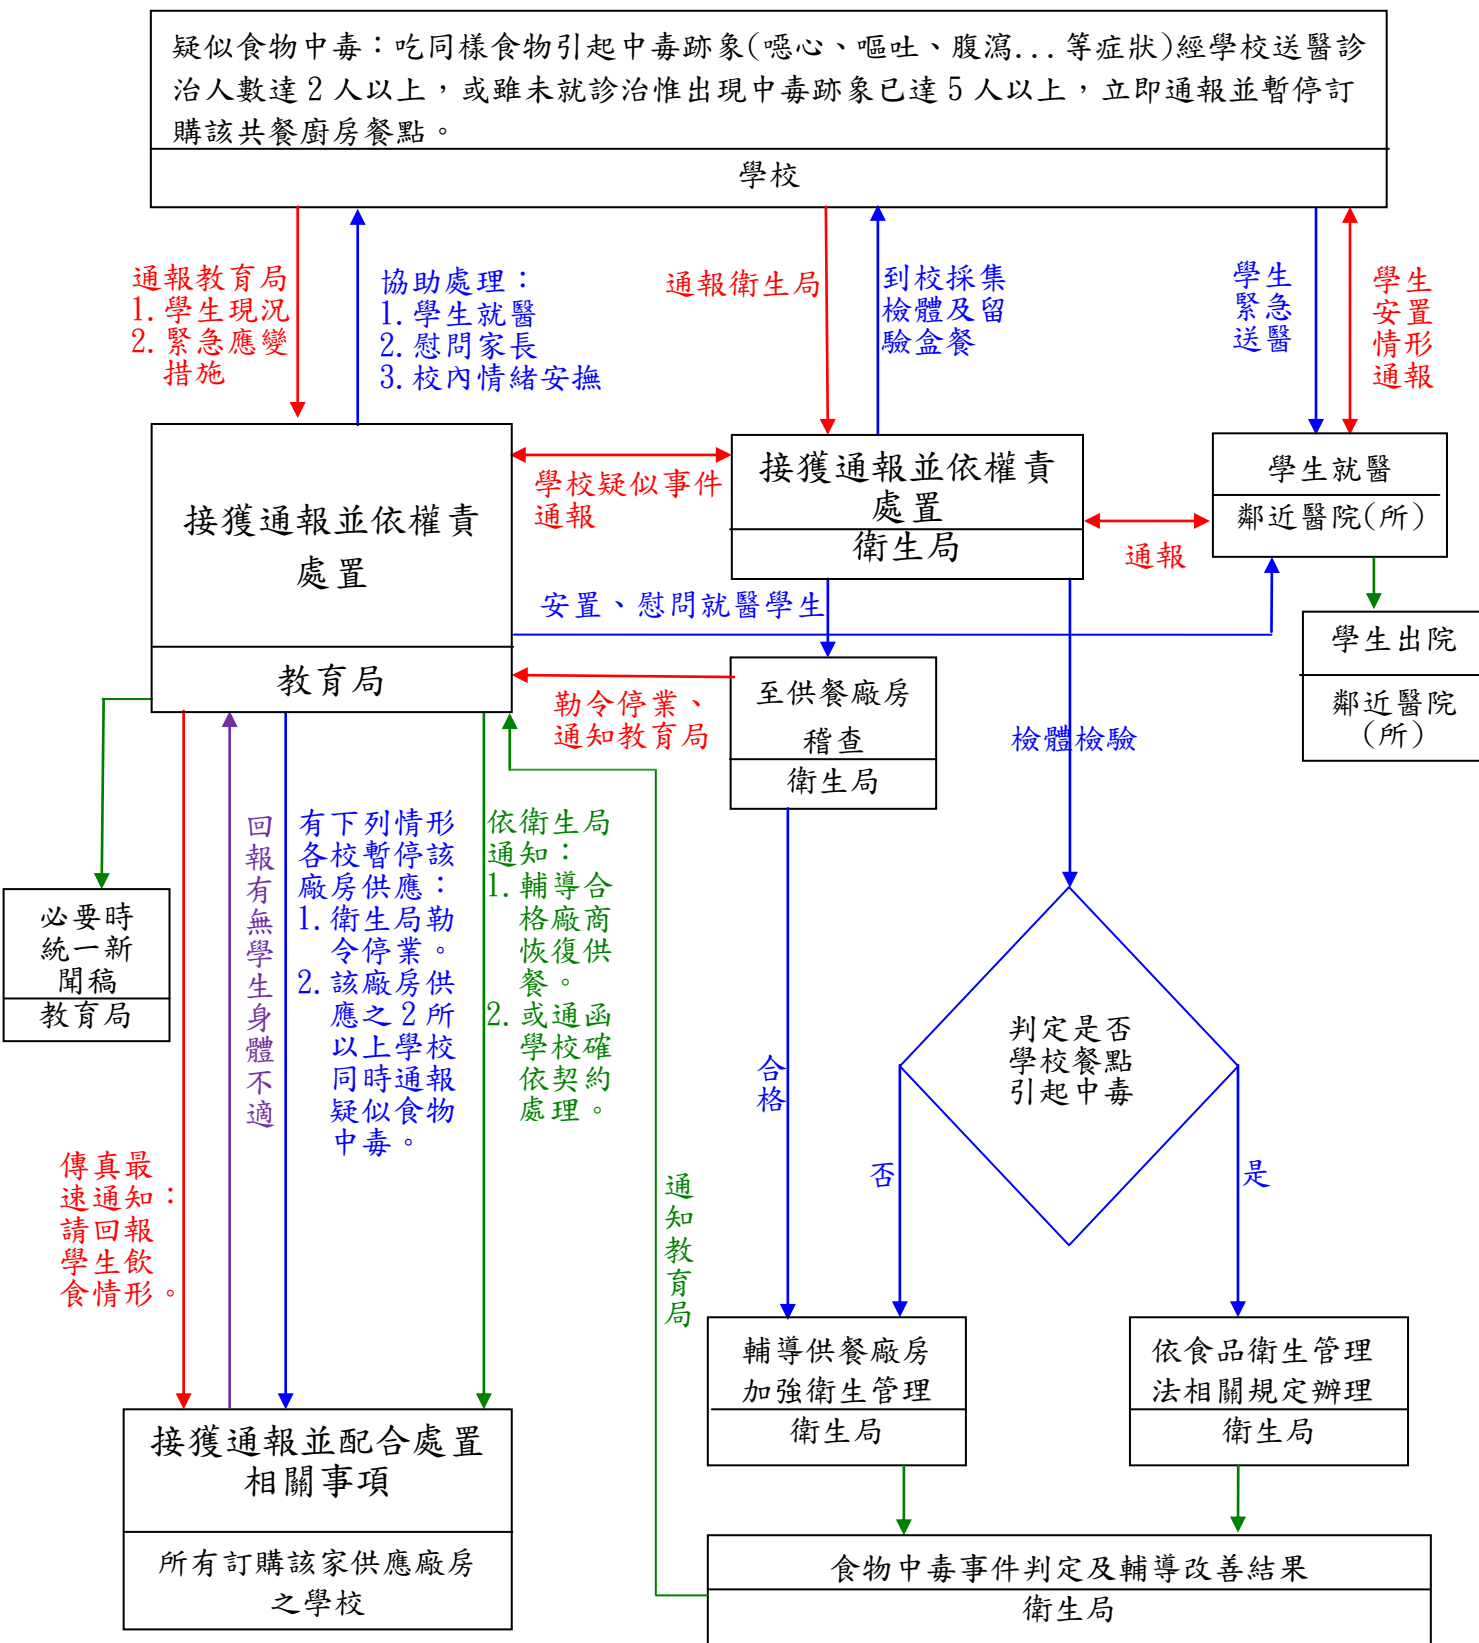 疑似食物中毒：吃同樣食物引起中毒跡象(噁心、嘔吐、腹瀉...等症狀)經學校送醫診
治人數達2人以上，或雖未就診治惟出現中毒跡象已達5人以上，立即通報並暫停訂
購該共餐廚房餐點。
學校
通報教育局
1.學生現況
2.緊急應變
措施
協助處理：
1.學生就醫
2.慰問家長
3.校內情緒安撫
通報衛生局
到校採集
檢體及留
驗盒餐
學生
緊急
送醫
學生
安置
情形
通報
接獲通報並依權責
處置
教育局
學校疑似事件
通報
接獲通報並依權責
處置
衛生局
通報
學生就醫
鄰近醫院(所)
安置、慰問就醫學生
學生出院
鄰近醫院
(所)
勒令停業、
通知教育局
至供餐廠房
稽查
衛生局
檢體檢驗
必要時
統一新
聞稿
教育局
回報有無學生身體不適
有下列情形
各校暫停該
廠房供應：
1.衛生局勒
令停業。
2.該廠房供
應之2所
以上學校
同時通報
疑似食物
中毒。
依衛生局
通知：
1.輔導合
格廠商
恢復供
餐。
2.或通函
學校確
依契約
處理。
合格
判定是否
學校餐點
引起中毒
否
是
傳真最
速通知：
請回報
學生飲
食情形。
通知教育局
輔導供餐廠房
加強衛生管理
衛生局
依食品衛生管理
法相關規定辦理
衛生局
接獲通報並配合處置
相關事項
所有訂購該家供應廠房
之學校
食物中毒事件判定及輔導改善結果
衛生局